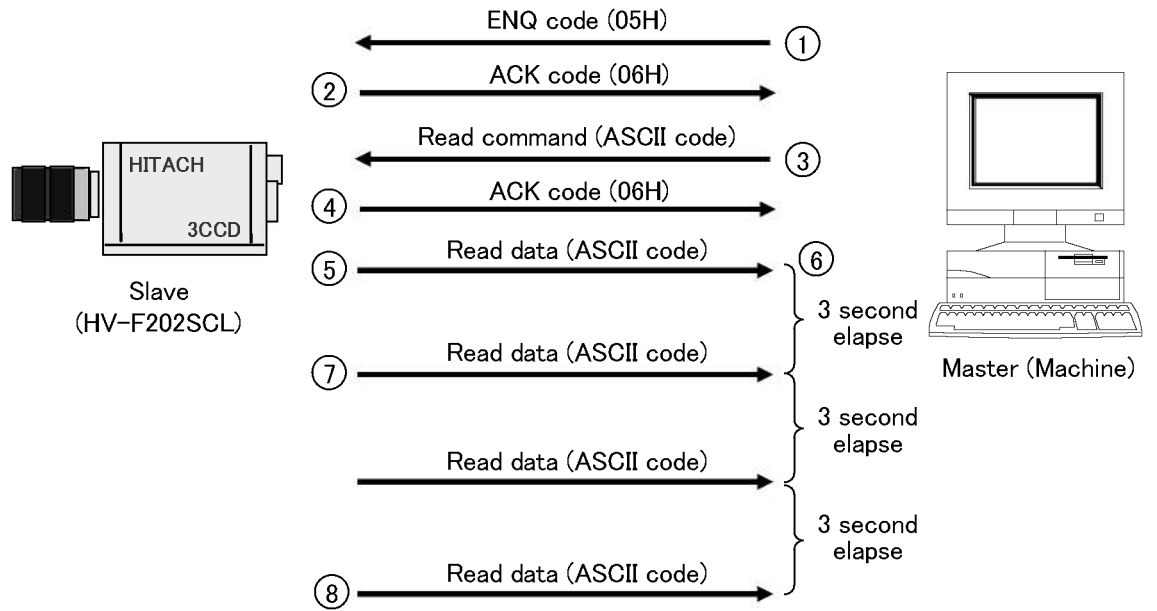 ENQ code (05H)
①
② ACK code (06H)
Read command (ASCII code)
③
④ ACK code (06H)
HITACH
3CCD
Slave
(HV-F202SCL)
⑤ Read data (ASCII code)
⑥
3 second
elapse
⑦ Read data (ASCII code)
3 second
elapse
Read data (ASCII code)
3 second
elapse
⑧ Read data (ASCII code)
Master (Machine)